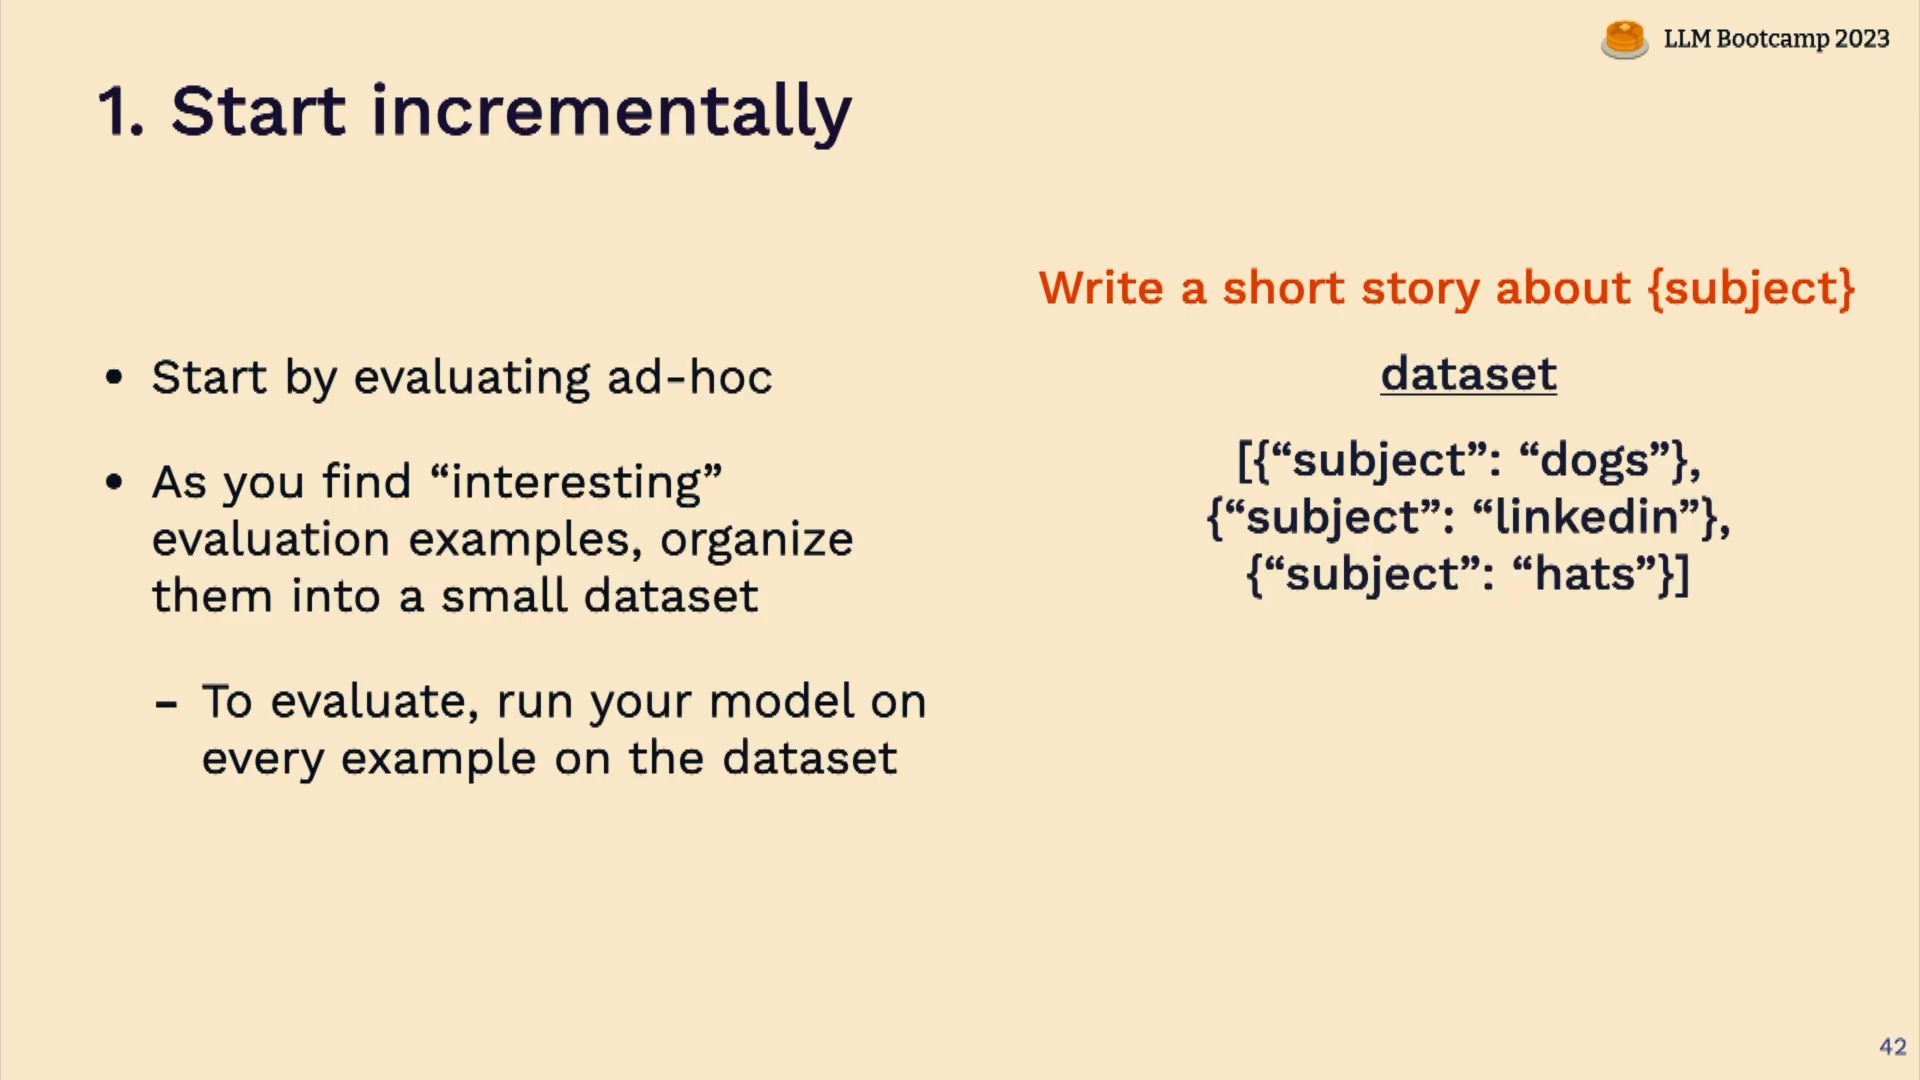 LLM Bootcamp 2023
1. Start incrementally
• Start by evaluating ad-hoc
• As you find “interesting”
evaluation examples, organize
them into a small dataset
– To evaluate, run your model on
every example on the dataset
Write a short story about {subject}
dataset
[{“subject”: “dogs”},
{“subject”: “linkedin”},
{“subject”: “hats”}]
42